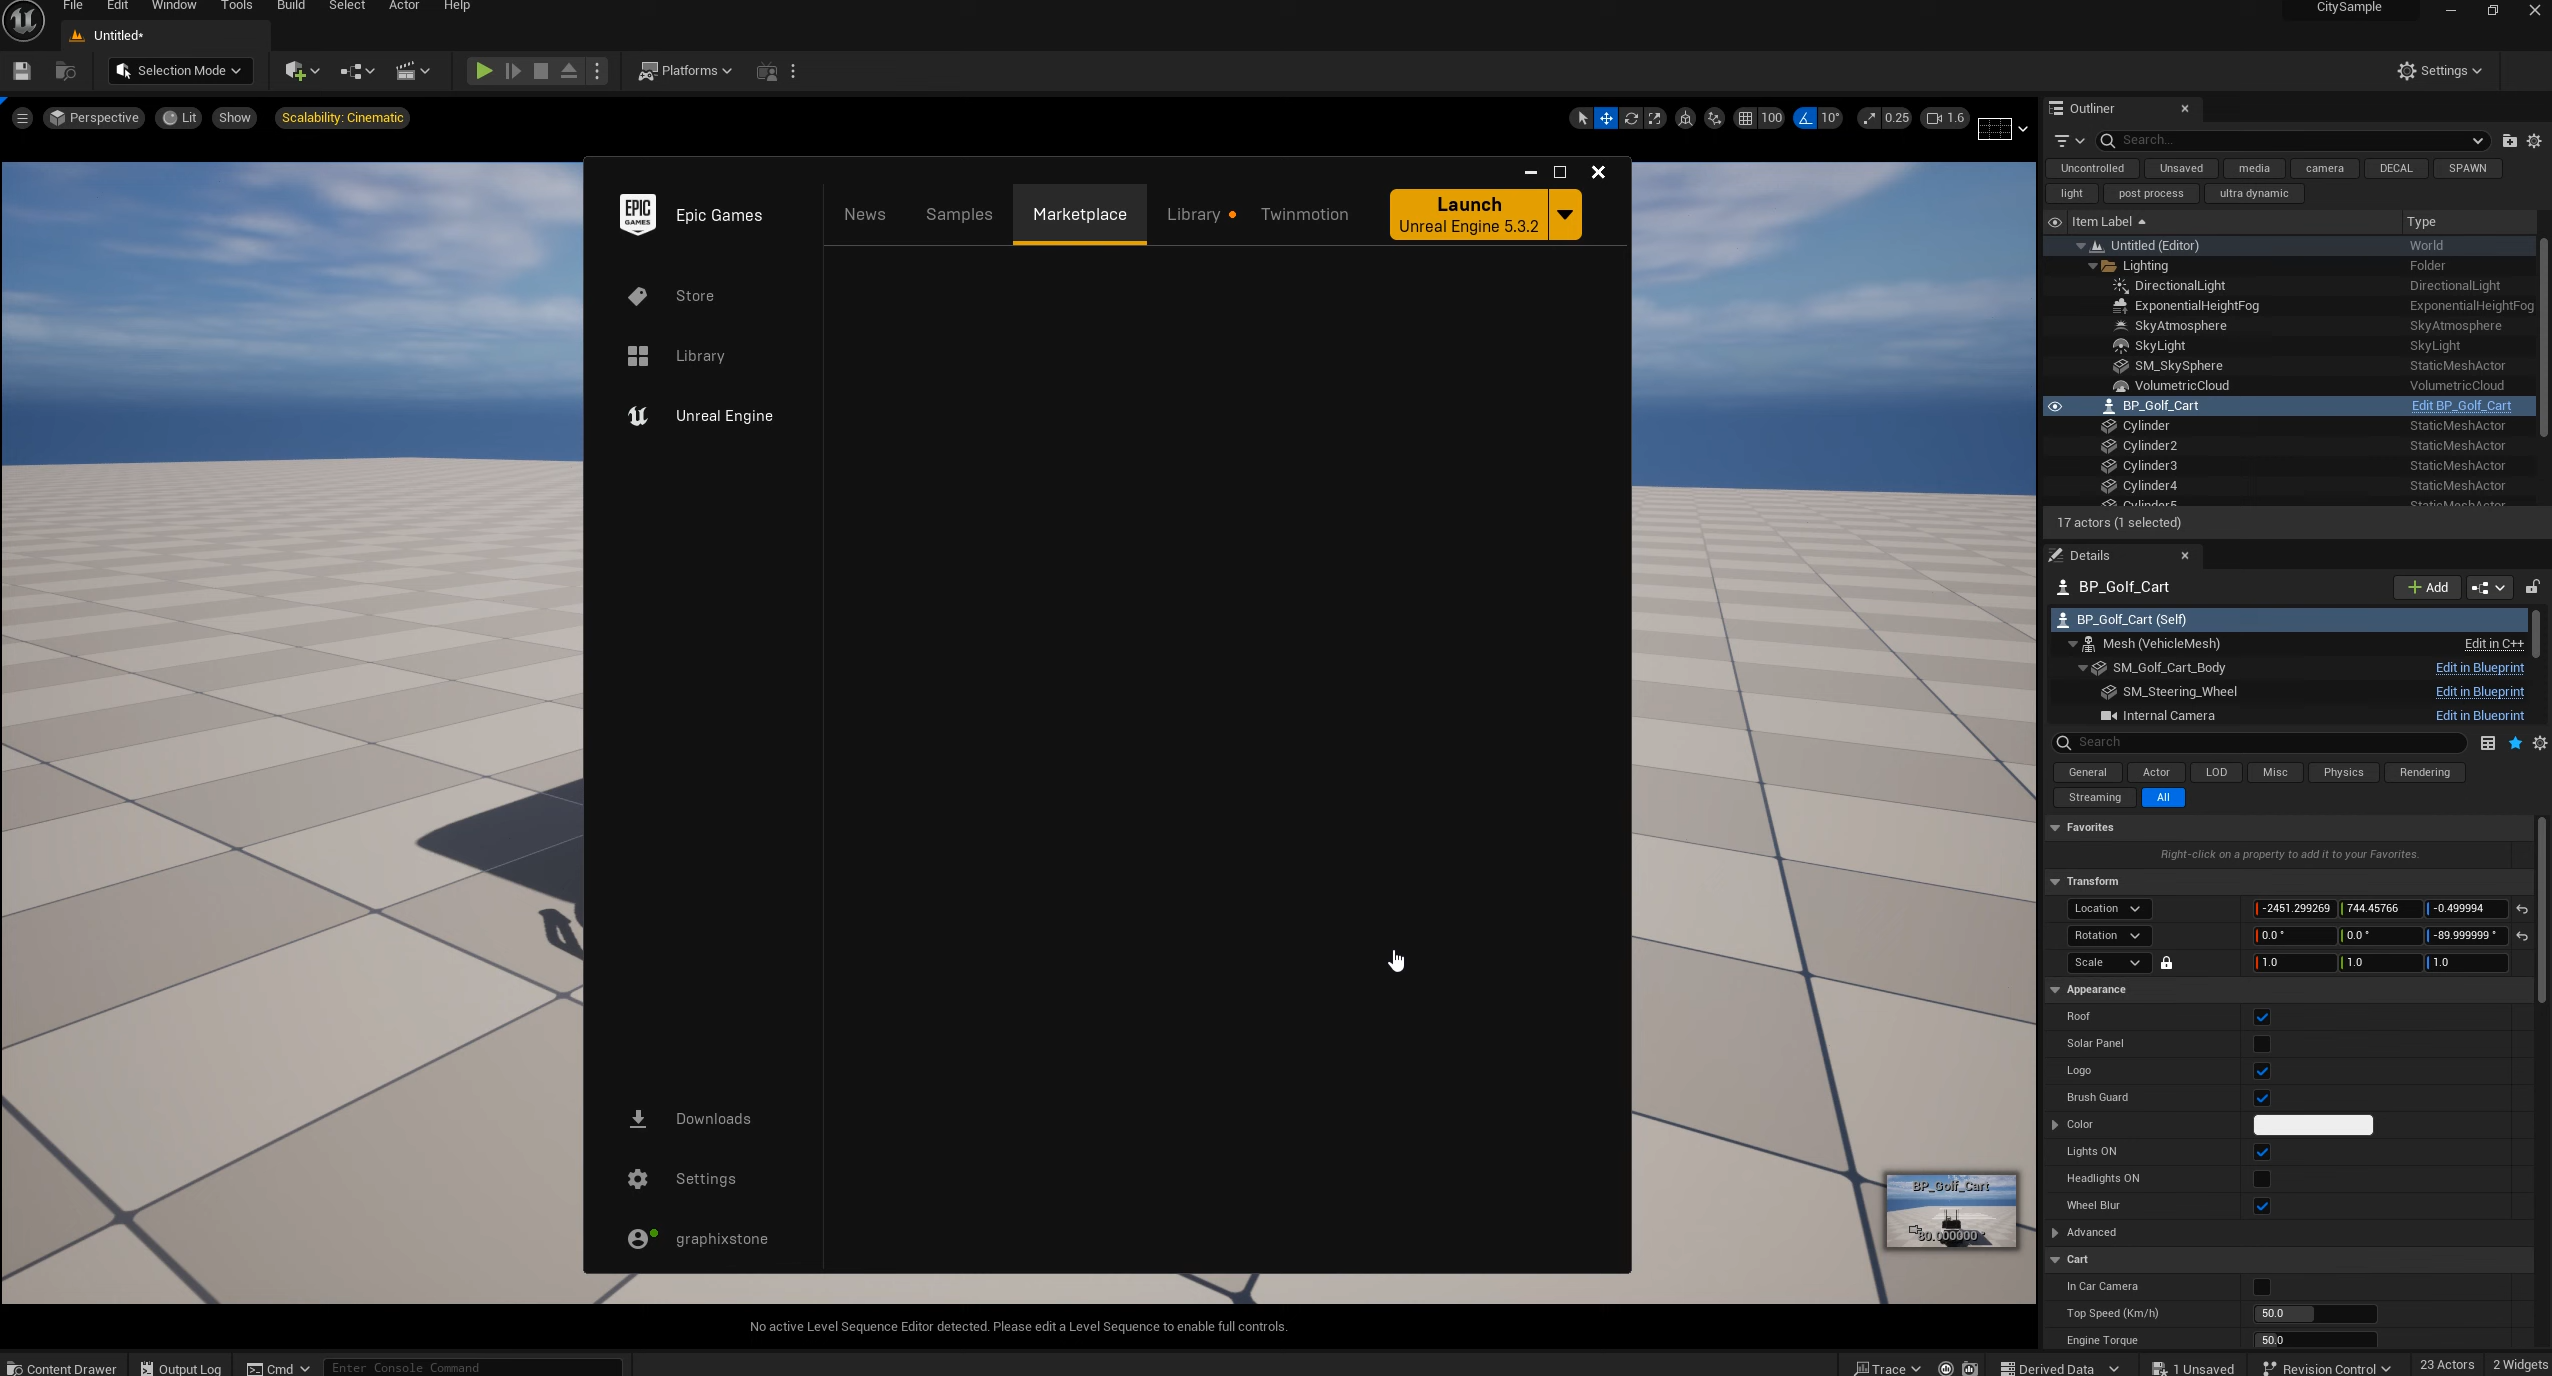 File Edit Window Tools Build Select Actor Help
CitySample
Untitled*
Selection Mode
Platforms
Settings
Perspective Lit Show Scalability: Cinematic
100 10° 0.25 1.6
EPIC GAMES
Epic Games
News Samples Marketplace Library Twinmotion
Launch
Unreal Engine 5.3.2
Store
Library
Unreal Engine
Downloads
Settings
graphixstone
BP_Golf_Cart
80.000000 °
No active Level Sequence Editor detected. Please edit a Level Sequence to enable full controls.
Outliner
Search...
Uncontrolled Unsaved media camera DECAL SPAWN
light post process ultra dynamic
Item Label Type
Untitled (Editor) World
Lighting Folder
DirectionalLight DirectionalLight
ExponentialHeightFog ExponentialHeightFog
SkyAtmosphere SkyAtmosphere
SkyLight SkyLight
SM_SkySphere StaticMeshActor
VolumetricCloud VolumetricCloud
BP_Golf_Cart Edit BP_Golf_Cart
Cylinder StaticMeshActor
Cylinder2 StaticMeshActor
Cylinder3 StaticMeshActor
Cylinder4 StaticMeshActor
Cylinder5 StaticMeshActor
17 actors (1 selected)
Details
BP_Golf_Cart
Add
BP_Golf_Cart (Self)
Mesh (VehicleMesh) Edit in C++
SM_Golf_Cart_Body Edit in Blueprint
SM_Steering_Wheel Edit in Blueprint
Internal Camera Edit in Blueprint
Search
General Actor LOD Misc Physics Rendering
Streaming All
Favorites
Right-click on a property to add it to your Favorites.
Transform
Location -2451.299269 744.45766 -0.499994
Rotation 0.0 ° 0.0 ° -89.999999 °
Scale 1.0 1.0 1.0
Appearance
Roof
Solar Panel
Logo
Brush Guard
Color
Lights ON
Headlights ON
Wheel Blur
Advanced
Cart
In Car Camera
Top Speed (Km/h) 50.0
Engine Torque 50.0
Content Drawer Output Log Cmd Enter Console Command
Trace Derived Data 1 Unsaved Revision Control 23 Actors 2 Widgets